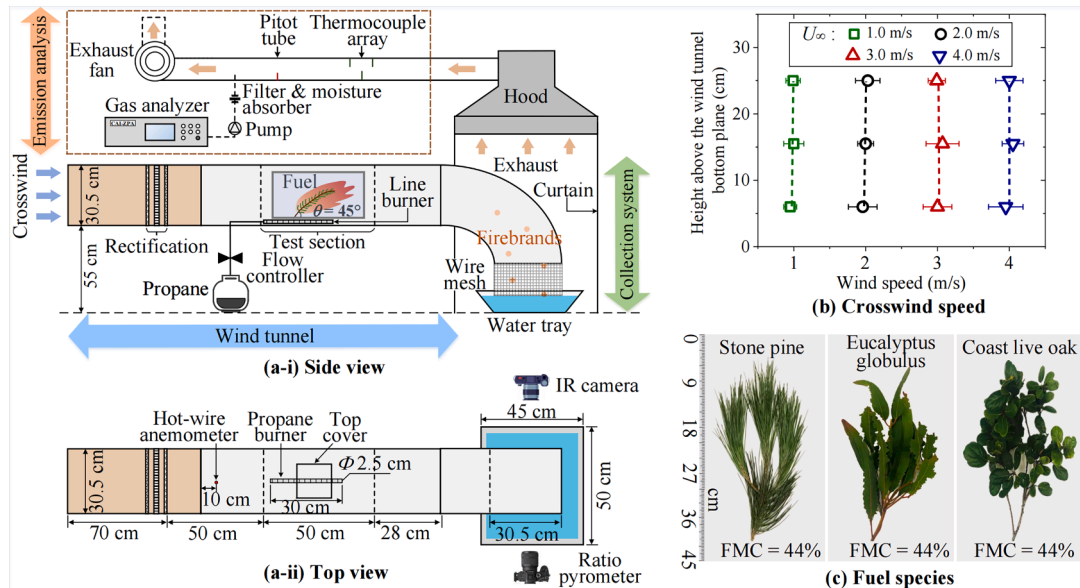 Emission analysis
Exhaust
fan
Pitot
tube
Thermocouple
array
Filter & moisture
absorber
Gas analyzer
Pump
Hood
Exhaust
Curtain
Crosswind
30.5 cm
55 cm
Rectification
Fuel
θ = 45°
Line
burner
Test section
Flow
controller
Propane
Firebrands
Wire
mesh
Water tray
Collection system
Wind tunnel
(a-i) Side view
IR camera
45 cm
50 cm
Hot-wire
anemometer
Propane
burner
Top
cover
Φ 2.5 cm
30.5 cm
10 cm
30 cm
70 cm
50 cm
50 cm
28 cm
30.5 cm
(a-ii) Top view
Ratio
pyrometer
U∞ :
1.0 m/s
2.0 m/s
3.0 m/s
4.0 m/s
Height above the wind tunnel
bottom plane (cm)
30
20
10
0
1
2
3
4
Wind speed (m/s)
(b) Crosswind speed
0
9
18
27
36
45
cm
Stone pine
Eucalyptus
globulus
Coast live oak
FMC = 44%
FMC = 44%
FMC = 44%
(c) Fuel species